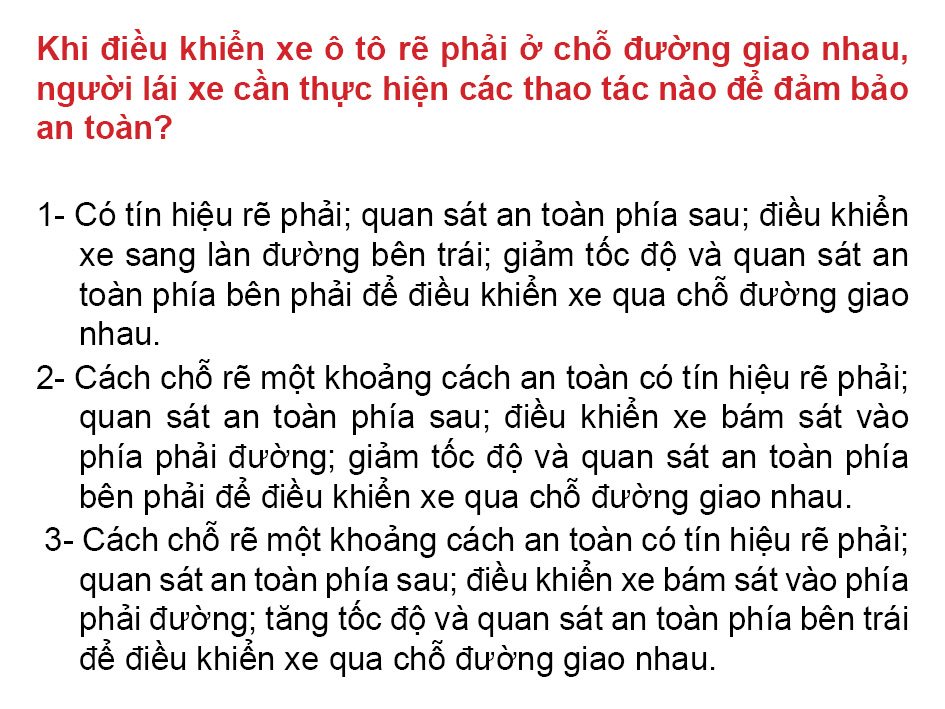 Khi điều khiển xe ô tô rẽ phải ở chỗ đường giao nhau,
người lái xe cần thực hiện các thao tác nào để đảm bảo
an toàn?
1- Có tín hiệu rẽ phải; quan sát an toàn phía sau; điều khiển
xe sang làn đường bên trái; giảm tốc độ và quan sát an
toàn phía bên phải để điều khiển xe qua chỗ đường giao
nhau.
2- Cách chỗ rẽ một khoảng cách an toàn có tín hiệu rẽ phải;
quan sát an toàn phía sau; điều khiển xe bám sát vào
phía phải đường; giảm tốc độ và quan sát an toàn phía
bên phải để điều khiển xe qua chỗ đường giao nhau.
3- Cách chỗ rẽ một khoảng cách an toàn có tín hiệu rẽ phải;
quan sát an toàn phía sau; điều khiển xe bám sát vào phía
phải đường; tăng tốc độ và quan sát an toàn phía bên trái
để điều khiển xe qua chỗ đường giao nhau.